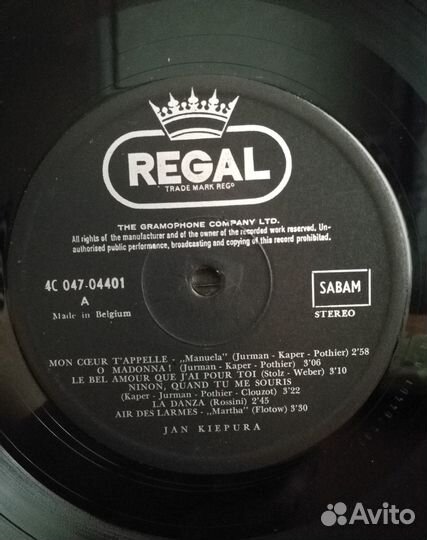 REGAL
TRADE MARK REGD
THE GRAMOPHONE COMPANY LTD.
All rights of the manufacturer and of the owner of the recorded work reserved. Un-
authorised public performance, broadcasting and copying of this record prohibited.
4C 047-04401
A
Made in Belgium
SABAM
STEREO
MON CŒUR T'APPELLE - „Manuela" (Jurman - Kaper - Pothier) 2'58
O MADONNA! (Jurman - Kaper - Pothier) 3'06
LE BEL AMOUR QUE J'AI POUR TOI (Stolz - Weber) 3'10
NINON, QUAND TU ME SOURIS
(Kaper - Jurman - Pothier - Clouzot) 3'22
LA DANZA (Rossini) 2'45
AIR DES LARMES - „Martha" (Flotow) 3'30
JAN KIEPURA
Avito